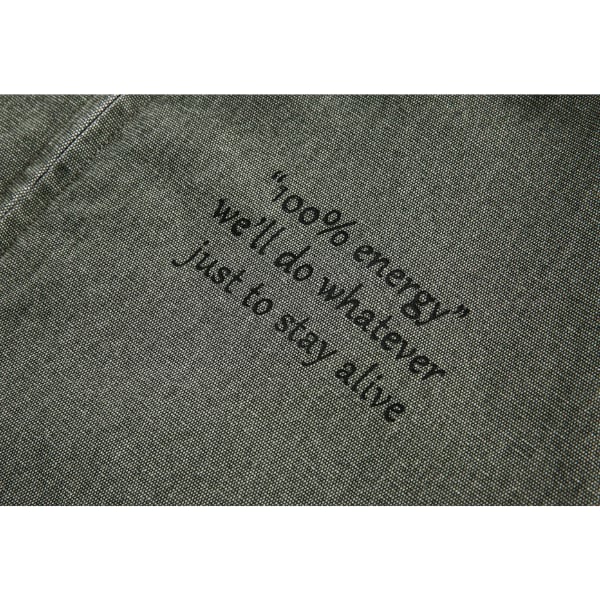 “100% energy”
we'll do whatever
just to stay alive